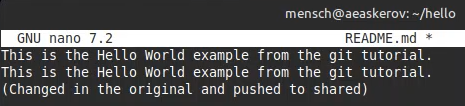 mensch@aeaskerov: ~/hello
GNU nano 7.2 README.md *
This is the Hello World example from the git tutorial.
This is the Hello World example from the git tutorial.
(Changed in the original and pushed to shared)